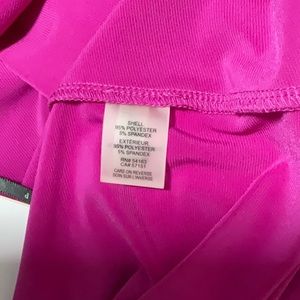 SHELL
95% POLYESTER
5% SPANDEX
EXTÉRIEUR
95% POLYESTER
5% SPANDEX
RN# 54163
CA# 57151
CARD ON REVERSE
SOIN SUR L'INVERSE